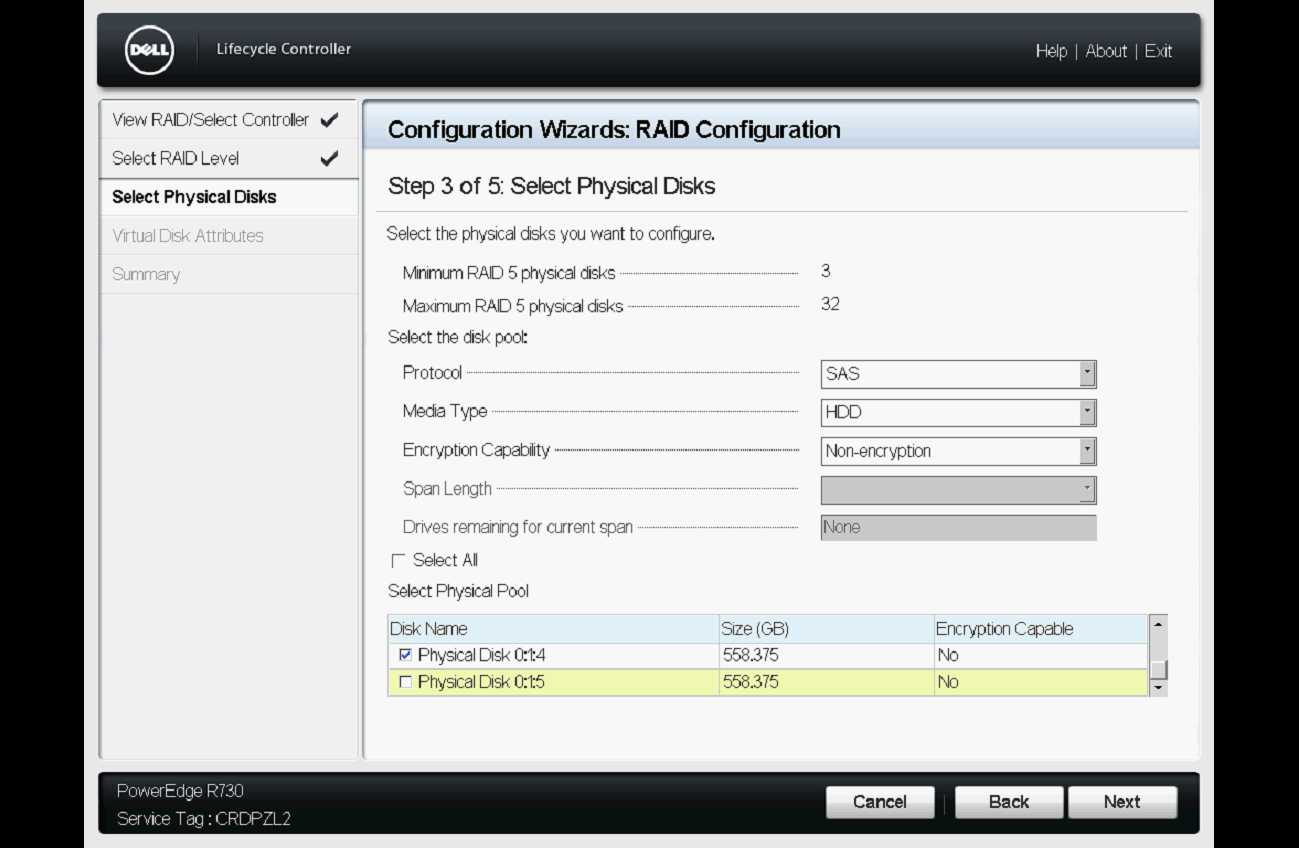 DELL
Lifecycle Controller
Help | About | Exit
View RAID/Select Controller
Select RAID Level
Select Physical Disks
Virtual Disk Attributes
Summary
Configuration Wizards: RAID Configuration
Step 3 of 5: Select Physical Disks
Select the physical disks you want to configure.
Minimum RAID 5 physical disks 3
Maximum RAID 5 physical disks 32
Select the disk pool:
Protocol SAS
Media Type HDD
Encryption Capability Non-encryption
Span Length
Drives remaining for current span None
Select All
Select Physical Pool
Disk Name Size (GB) Encryption Capable
Physical Disk 0:1:4 558.375 No
Physical Disk 0:1:5 558.375 No
PowerEdge R730
Service Tag : CRDPZL2
Cancel | Back Next